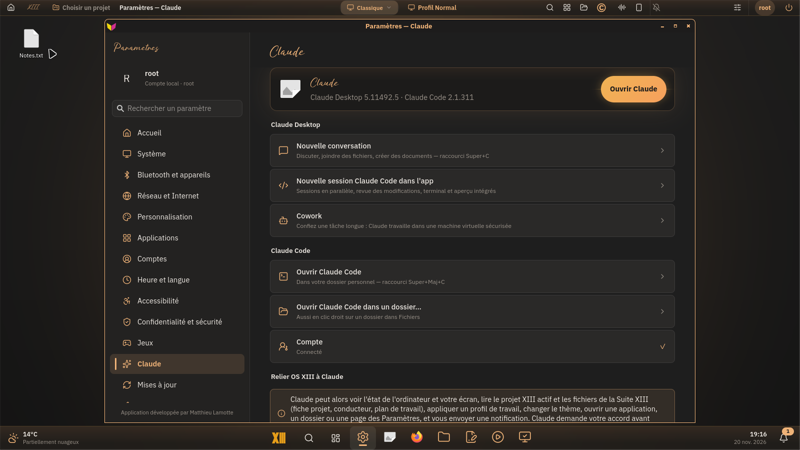 XIII
Choisir un projet
Paramètres — Claude
Classique
Profil Normal
root
Notes.txt
Paramètres — Claude
Paramètres
root
Compte local · root
R
Rechercher un paramètre
Accueil
Système
Bluetooth et appareils
Réseau et Internet
Personnalisation
Applications
Comptes
Heure et langue
Accessibilité
Confidentialité et sécurité
Jeux
Claude
Mises à jour
Application développée par Matthieu Lamotte
Claude
Claude
Claude Desktop 5.11492.5 · Claude Code 2.1.311
Ouvrir Claude
Claude Desktop
Nouvelle conversation
Discuter, joindre des fichiers, créer des documents — raccourci Super+C
Nouvelle session Claude Code dans l'app
Sessions en parallèle, revue des modifications, terminal et aperçu intégrés
Cowork
Confiez une tâche longue : Claude travaille dans une machine virtuelle sécurisée
Claude Code
Ouvrir Claude Code
Dans votre dossier personnel — raccourci Super+Maj+C
Ouvrir Claude Code dans un dossier...
Aussi en clic droit sur un dossier dans Fichiers
Compte
Connecté
Relier OS XIII à Claude
Claude peut alors voir l'état de l'ordinateur et votre écran, lire le projet XIII actif et les fichiers de la Suite XIII
(fiche projet, conducteur, plan de travail), appliquer un profil de travail, changer le thème, ouvrir une application,
un dossier ou une page des Paramètres, et vous envoyer une notification. Claude demande votre accord avant
14°C
Partiellement nuageux
XIII
19:16
20 nov. 2026
1